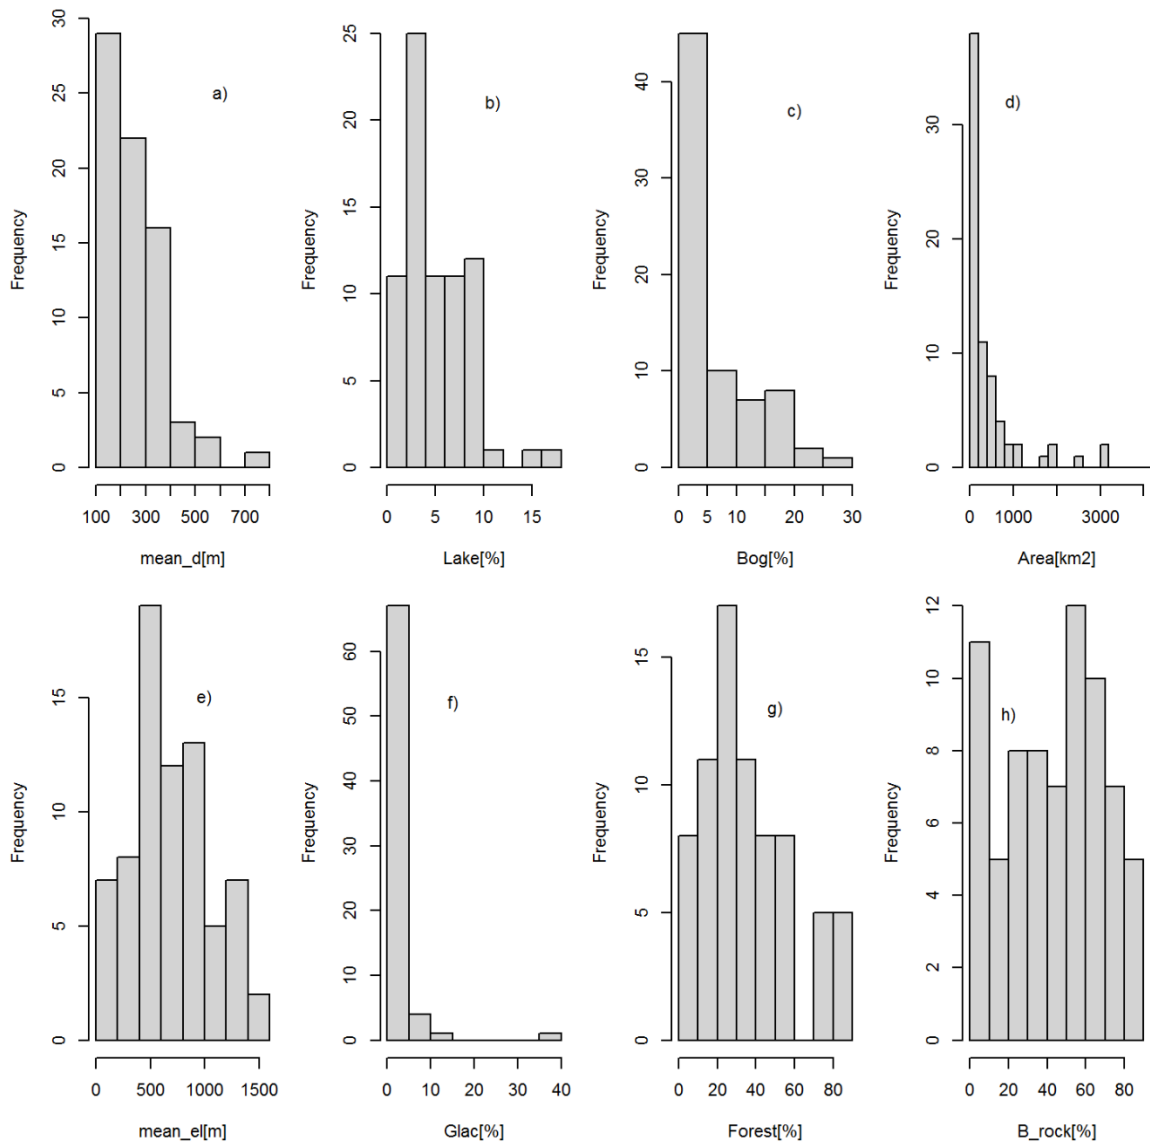 a)
Frequency
0 5 10 15 20 25 30
100 300 500 700
mean_d[m]
b)
Frequency
0 5 10 15 20 25
0 5 10 15
Lake[%]
c)
Frequency
0 10 20 30 40
0 5 10 20 30
Bog[%]
d)
Frequency
0 10 20 30
0 1000 3000
Area[km2]
e)
Frequency
0 5 10 15
0 500 1000 1500
mean_el[m]
f)
Frequency
0 10 20 30 40 50 60
0 10 20 30 40
Glac[%]
g)
Frequency
0 5 10 15
0 20 40 60 80
Forest[%]
h)
Frequency
0 2 4 6 8 10 12
0 20 40 60 80
B_rock[%]